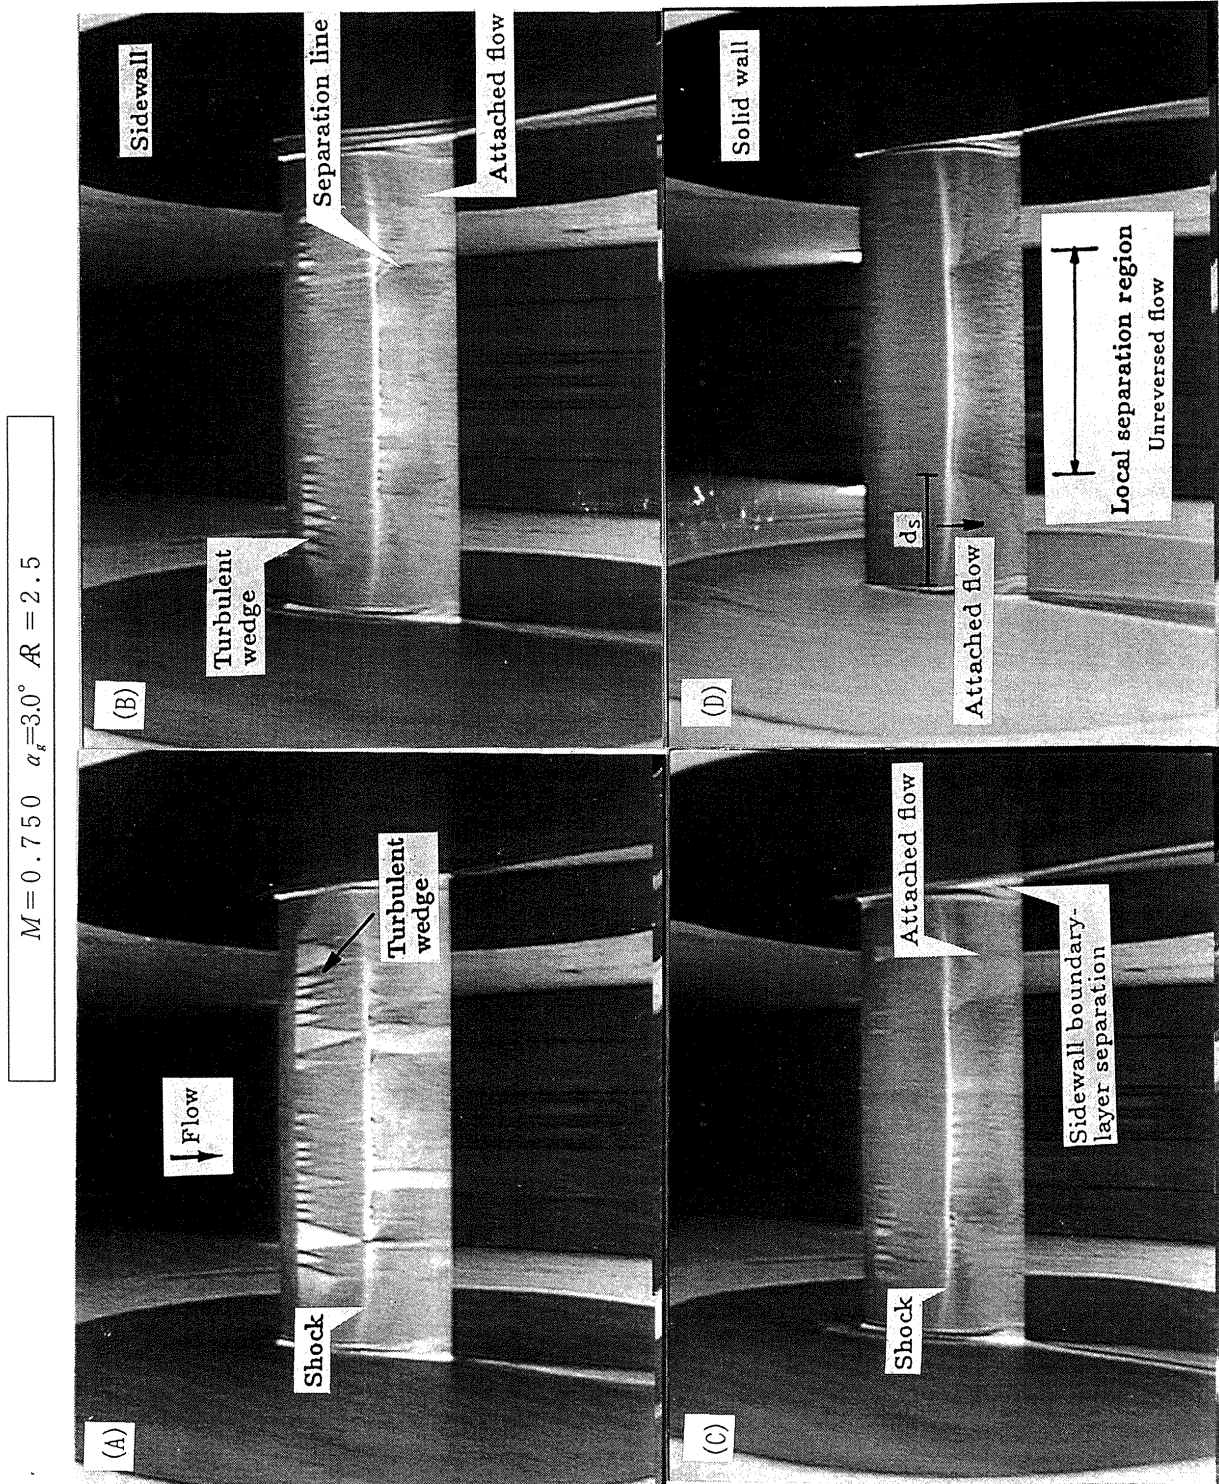 M = 0.750 α_g=3.0° AR = 2.5
(A)
Flow
Turbulent
wedge
Shock
(B)
Sidewall
Separation line
Attached flow
Turbulent
wedge
(C)
Attached flow
Shock
Sidewall boundary-
layer separation
(D)
Solid wall
ds
Attached flow
Local separation region
Unreversed flow